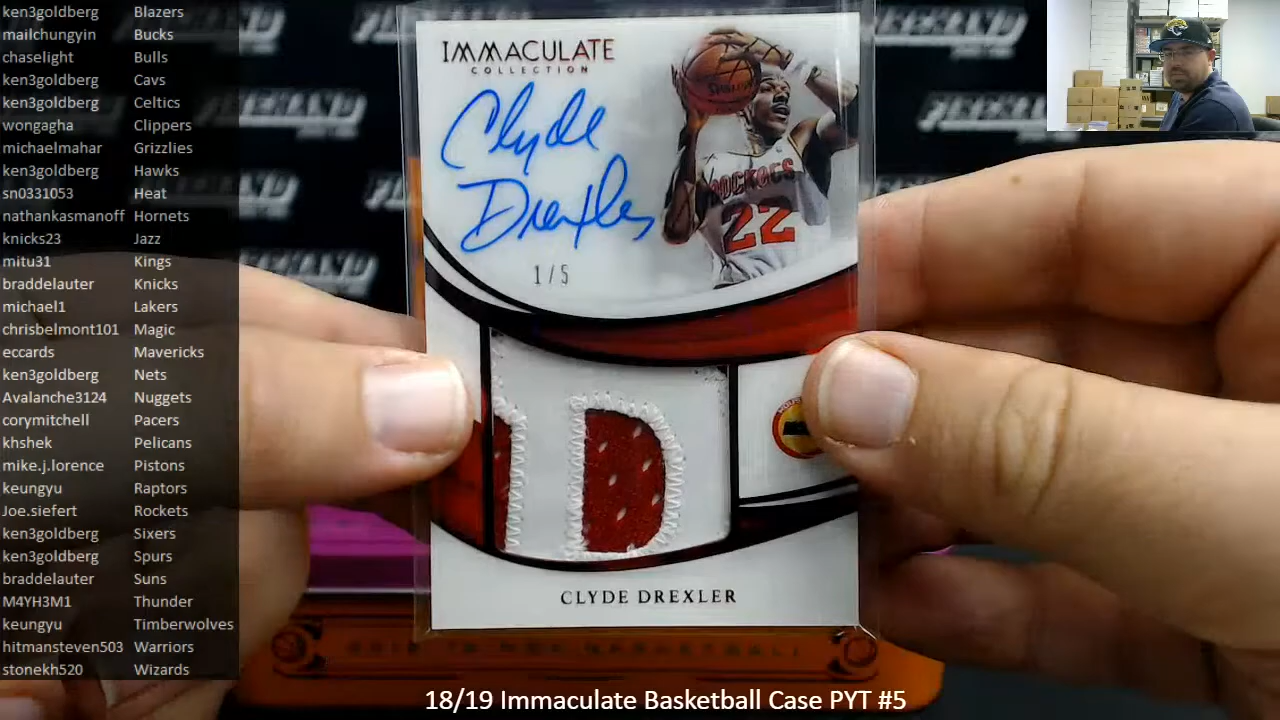 ken3goldberg Blazers
mailchungyin Bucks
chaselight Bulls
ken3goldberg Cavs
ken3goldberg Celtics
wongagha Clippers
michaelmahar Grizzlies
ken3goldberg Hawks
sn0331053 Heat
nathankasmanoff Hornets
knicks23 Jazz
mitu31 Kings
braddelauter Knicks
michael1 Lakers
chrisbelmont101 Magic
eccards Mavericks
ken3goldberg Nets
Avalanche3124 Nuggets
corymitchell Pacers
khshek Pelicans
mike.j.lorence Pistons
keungyu Raptors
Joe.siefert Rockets
ken3goldberg Sixers
ken3goldberg Spurs
braddelauter Suns
M4YH3M1 Thunder
keungyu Timberwolves
hitmansteven503 Warriors
stonekh520 Wizards
IMMACULATE
COLLECTION
Clyde
Drexler
1/5
SPALDING
ROCKETS
22
CLYDE DREXLER
18/19 Immaculate Basketball Case PYT #5